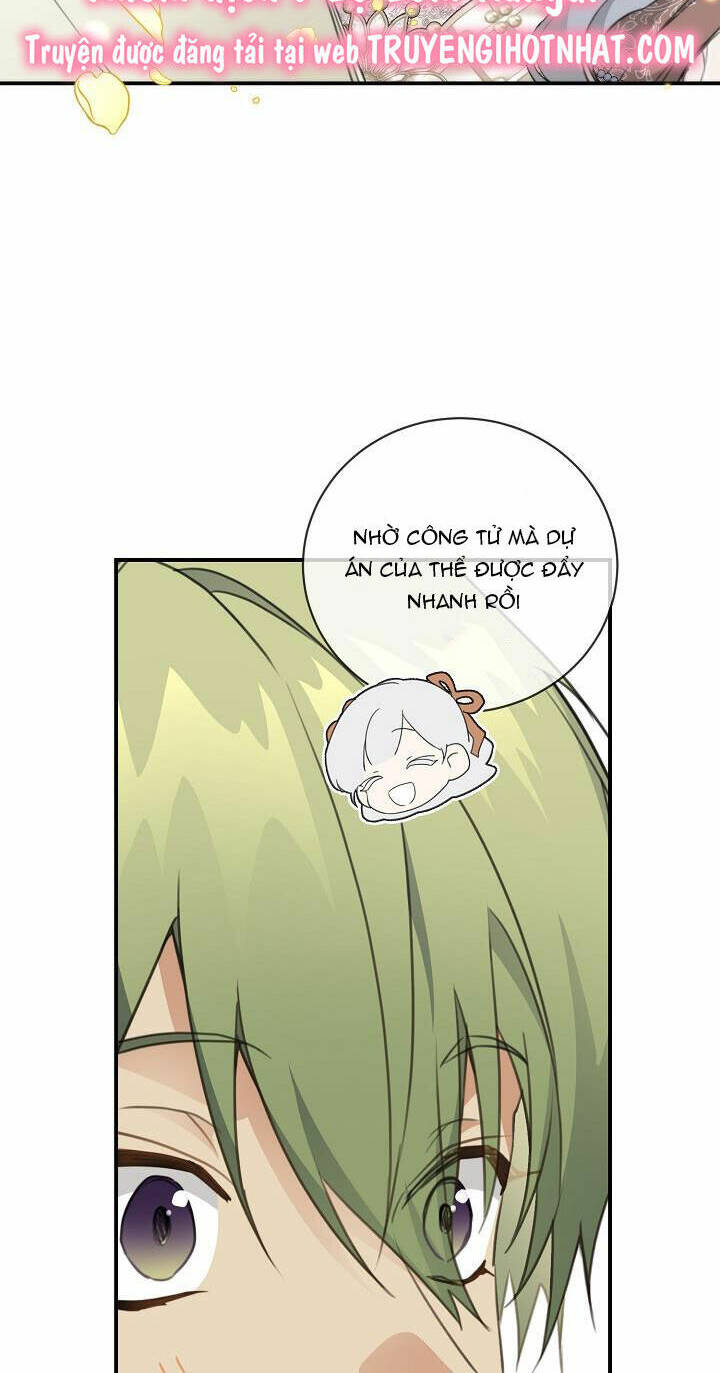 Truyện được đăng tải tại web TRUYENGIHOTNHAT.COM
NHỜ CÔNG TỬ MÀ DỰ
ÁN CỦA THỂ ĐƯỢC ĐẨY
NHANH RỒI